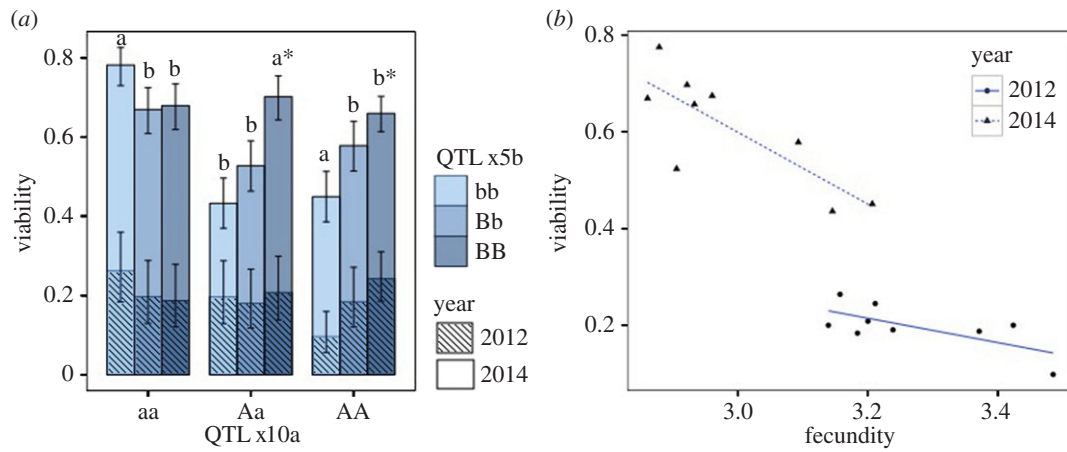 (a)
viability
0.8
0.6
0.4
0.2
0
a
b
b
b
b
a*
a
b
b*
aa
Aa
AA
QTL x10a
QTL x5b
bb
Bb
BB
year
2012
2014
(b)
viability
0.8
0.6
0.4
0.2
3.0
3.2
3.4
fecundity
year
2012
2014